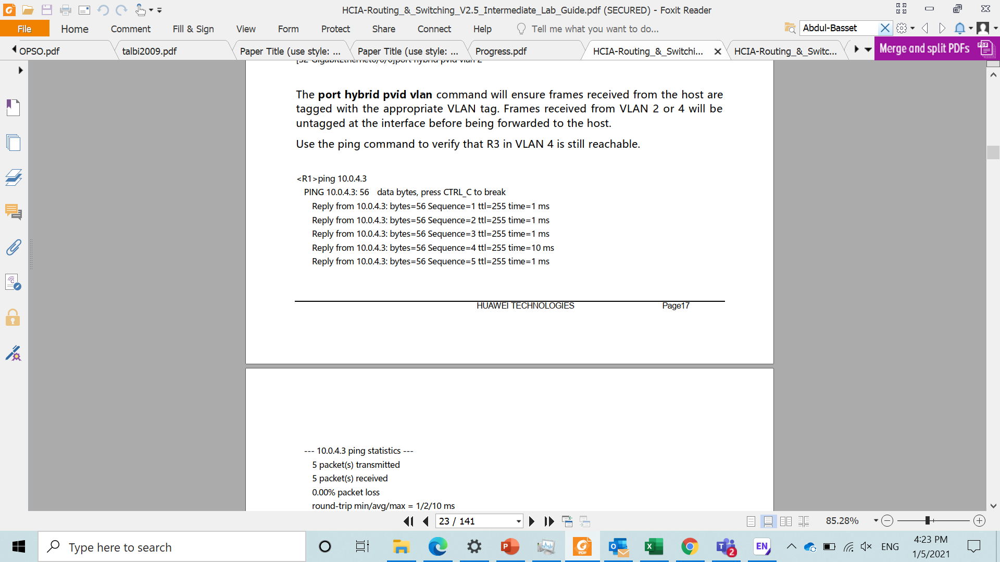 HCIA-Routing_&_Switching_V2.5_Intermediate_Lab_Guide.pdf (SECURED) - Foxit Reader
File Home Comment Fill & Sign View Form Protect Share Connect Help Tell me what you want to do... Abdul-Basset
OPSO.pdf talbi2009.pdf Paper Title (use style: ... Paper Title (use style: ... Progress.pdf HCIA-Routing_&_Switchi... HCIA-Routing_&_Switc... Merge and split PDFs
The port hybrid pvid vlan command will ensure frames received from the host are
tagged with the appropriate VLAN tag. Frames received from VLAN 2 or 4 will be
untagged at the interface before being forwarded to the host.
Use the ping command to verify that R3 in VLAN 4 is still reachable.
<R1>ping 10.0.4.3
PING 10.0.4.3: 56 data bytes, press CTRL_C to break
Reply from 10.0.4.3: bytes=56 Sequence=1 ttl=255 time=1 ms
Reply from 10.0.4.3: bytes=56 Sequence=2 ttl=255 time=1 ms
Reply from 10.0.4.3: bytes=56 Sequence=3 ttl=255 time=1 ms
Reply from 10.0.4.3: bytes=56 Sequence=4 ttl=255 time=10 ms
Reply from 10.0.4.3: bytes=56 Sequence=5 ttl=255 time=1 ms
HUAWEI TECHNOLOGIES Page17
--- 10.0.4.3 ping statistics ---
5 packet(s) transmitted
5 packet(s) received
0.00% packet loss
round-trip min/avg/max = 1/2/10 ms
23 / 141 85.28%
Type here to search EN 2 ENG 4:23 PM
1/5/2021